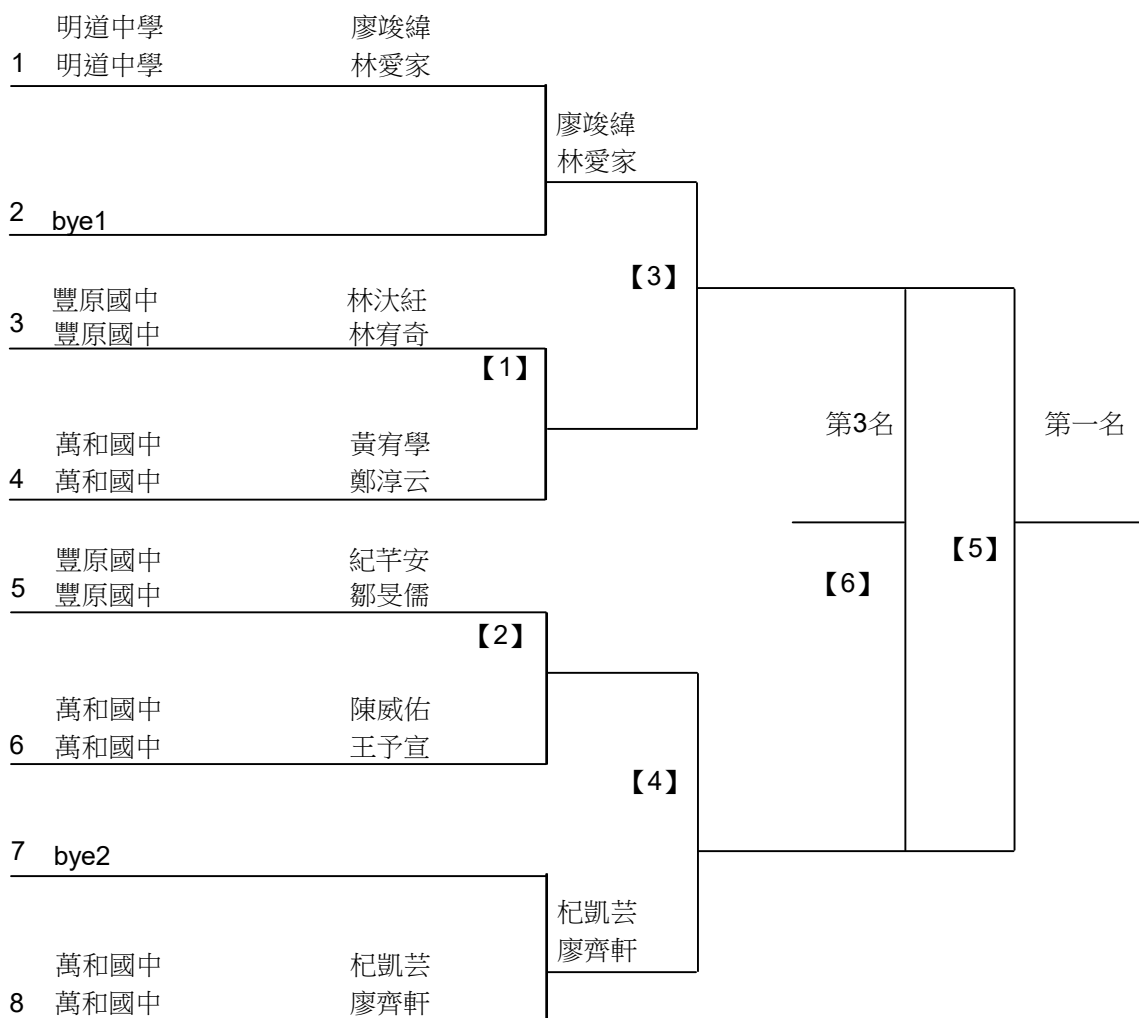 明道中學 廖竣緯
1 明道中學 林愛家
廖竣緯
林愛家
2 bye1
【3】
豐原國中 林汏紝
3 豐原國中 林宥奇
【1】
第3名 第一名
萬和國中 黃宥學
4 萬和國中 鄭淳云
【5】
豐原國中 紀芊安
5 豐原國中 鄒旻儒
【6】
【2】
萬和國中 陳威佑
6 萬和國中 王予宣
【4】
7 bye2
杞凱芸
廖齊軒
萬和國中 杞凱芸
8 萬和國中 廖齊軒